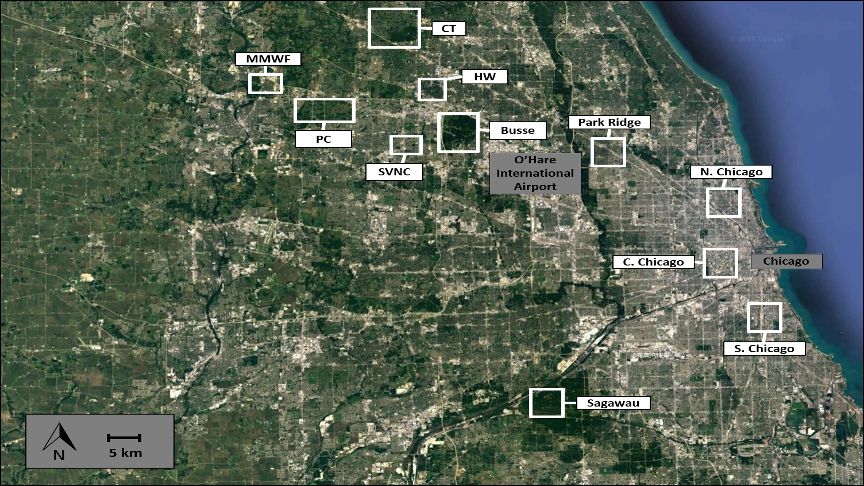 CT
MMWF
HW
Park Ridge
PC
Busse
O'Hare
International
Airport
SVNC
N. Chicago
C. Chicago
Chicago
S. Chicago
Sagawau
N
5 km